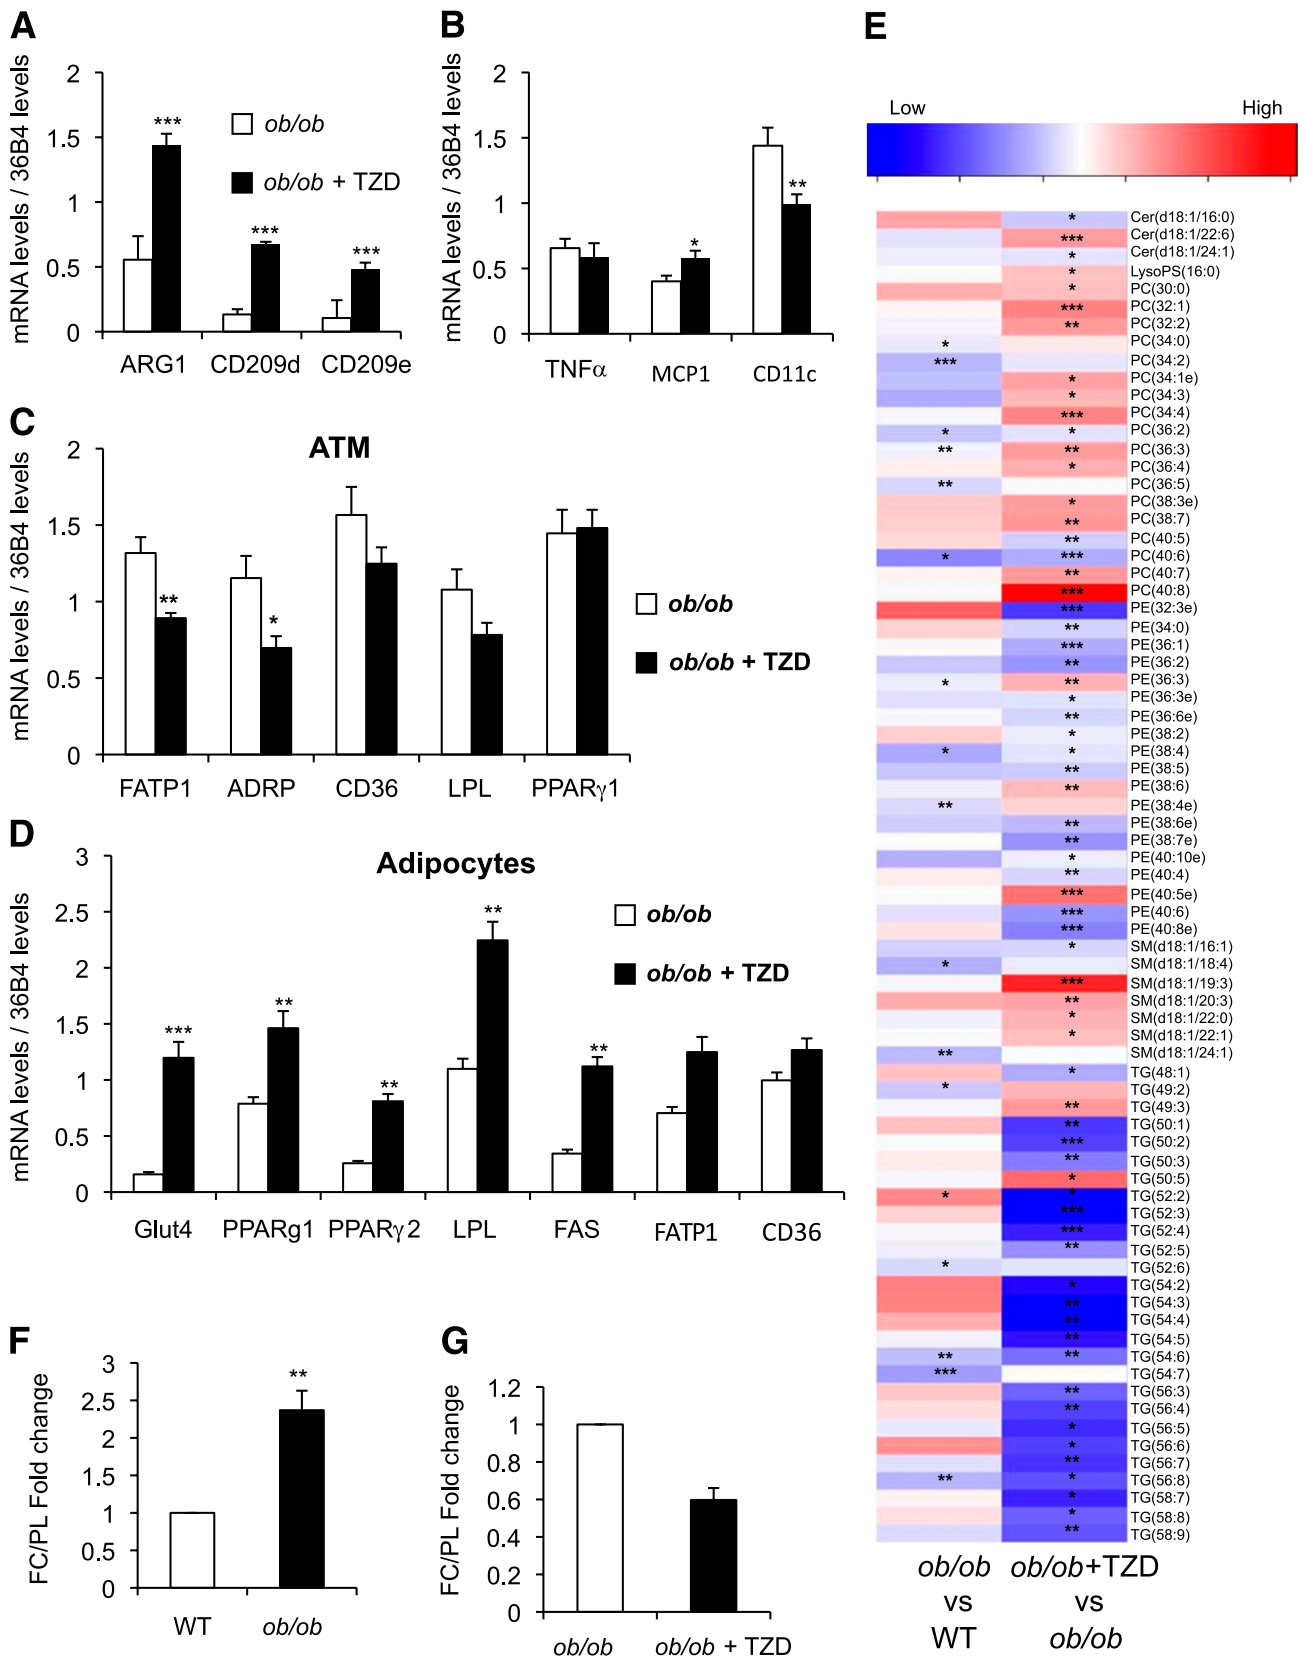 A
mRNA levels / 36B4 levels
2
1.5
1
0.5
0
***
***
***
ob/ob
ob/ob + TZD
ARG1 CD209d CD209e
B
mRNA levels / 36B4 levels
2
1.5
1
0.5
0
*
**
TNFα MCP1 CD11c
C
ATM
mRNA levels / 36B4 levels
2
1.5
1
0.5
0
**
*
ob/ob
ob/ob + TZD
FATP1 ADRP CD36 LPL PPARγ1
D
Adipocytes
mRNA levels / 36B4 levels
3
2.5
2
1.5
1
0.5
0
***
**
**
**
**
ob/ob
ob/ob + TZD
Glut4 PPARg1 PPARγ2 LPL FAS FATP1 CD36
E
Low High
* Cer(d18:1/16:0)
*** Cer(d18:1/22:6)
* Cer(d18:1/24:1)
* LysoPS(16:0)
* PC(30:0)
*** PC(32:1)
** PC(32:2)
* PC(34:0)
*** PC(34:2)
* PC(34:1e)
* PC(34:3)
*** PC(34:4)
* * PC(36:2)
** ** PC(36:3)
* PC(36:4)
** PC(36:5)
* PC(38:3e)
** PC(38:7)
** PC(40:5)
* *** PC(40:6)
** PC(40:7)
*** PC(40:8)
*** PE(32:3e)
** PE(34:0)
*** PE(36:1)
** PE(36:2)
* ** PE(36:3)
* PE(36:3e)
** PE(36:6e)
* PE(38:2)
* * PE(38:4)
** PE(38:5)
** PE(38:6)
** PE(38:4e)
** PE(38:6e)
** PE(38:7e)
* PE(40:10e)
** PE(40:4)
*** PE(40:5e)
*** PE(40:6)
*** PE(40:8e)
* SM(d18:1/16:1)
* SM(d18:1/18:4)
*** SM(d18:1/19:3)
** SM(d18:1/20:3)
* SM(d18:1/22:0)
* SM(d18:1/22:1)
** SM(d18:1/24:1)
* TG(48:1)
* TG(49:2)
** TG(49:3)
** TG(50:1)
*** TG(50:2)
** TG(50:3)
* TG(50:5)
* * TG(52:2)
*** TG(52:3)
*** TG(52:4)
** TG(52:5)
* TG(52:6)
* TG(54:2)
** TG(54:3)
** TG(54:4)
** TG(54:5)
** ** TG(54:6)
*** TG(54:7)
** TG(56:3)
** TG(56:4)
* TG(56:5)
* TG(56:6)
** TG(56:7)
** * TG(56:8)
* TG(58:7)
* TG(58:8)
** TG(58:9)
ob/ob ob/ob+TZD
vs vs
WT ob/ob
F
FC/PL Fold change
3
2.5
2
1.5
1
0.5
0
**
WT ob/ob
G
FC/PL Fold change
1.2
1
0.8
0.6
0.4
0.2
0
ob/ob ob/ob + TZD